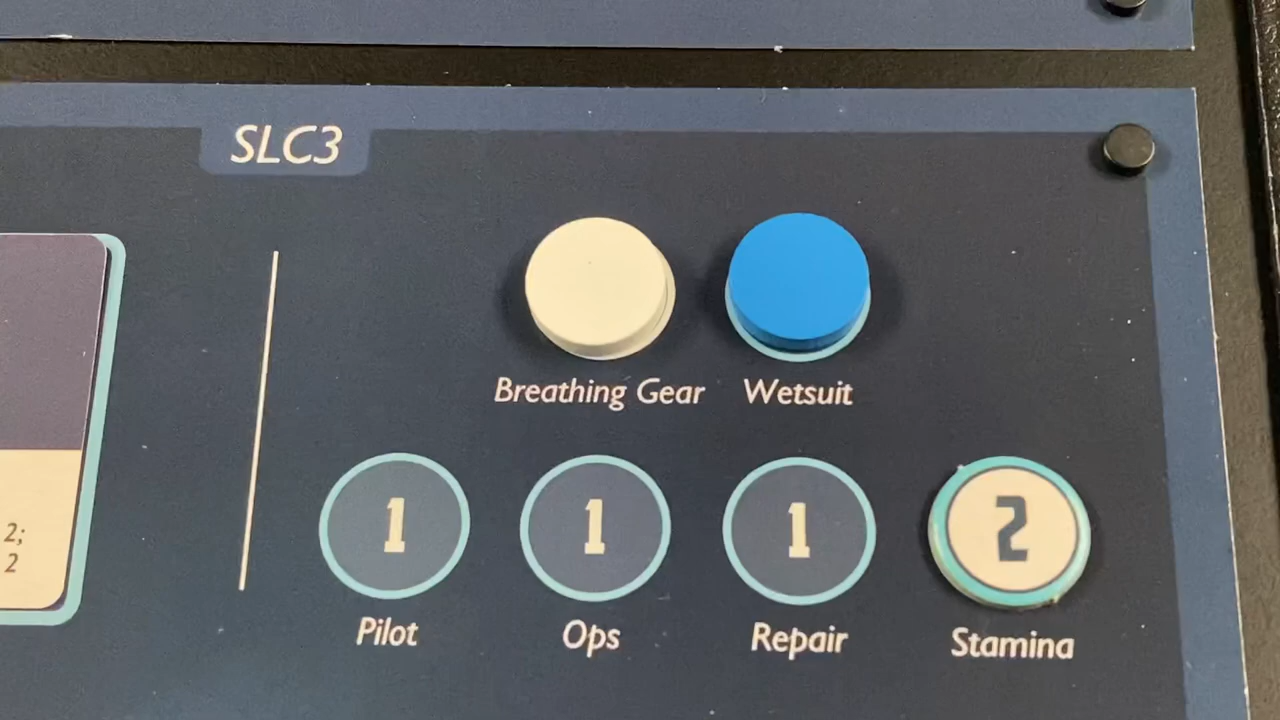 SLC3
Breathing Gear
Wetsuit
2;
2
1
1
1
2
Pilot
Ops
Repair
Stamina